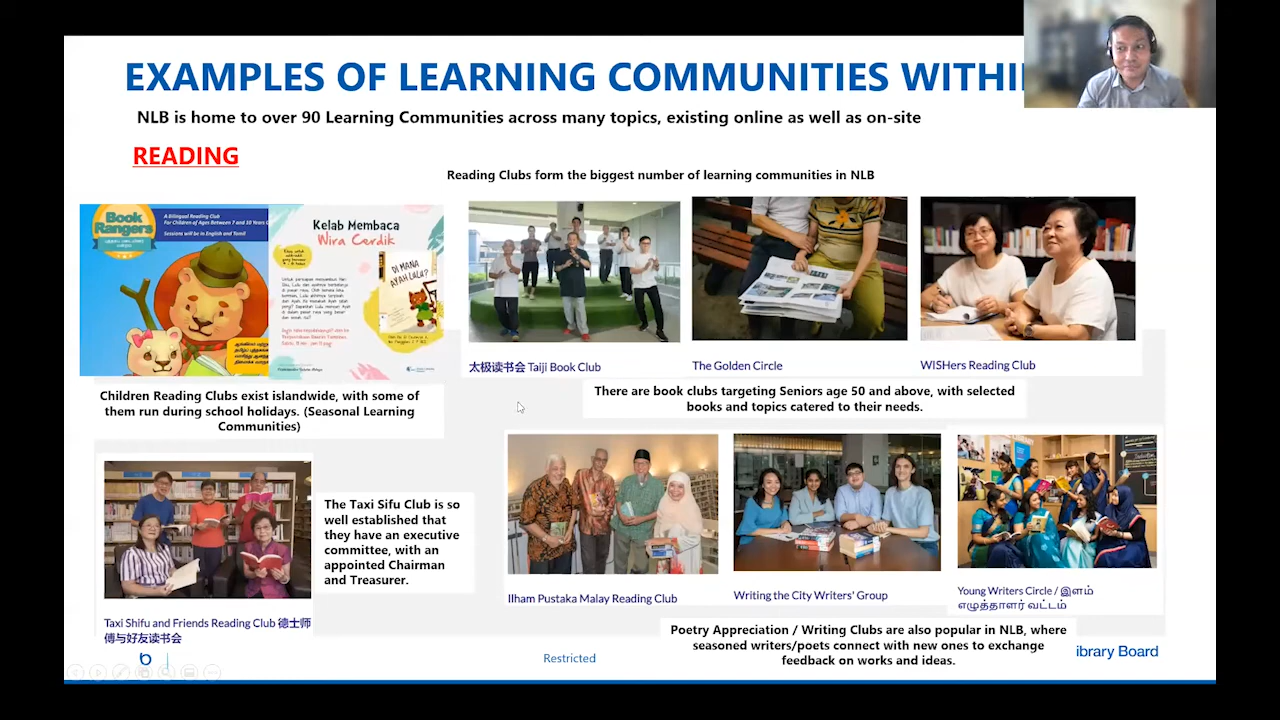 EXAMPLES OF LEARNING COMMUNITIES WITHI
NLB is home to over 90 Learning Communities across many topics, existing online as well as on-site
READING
Reading Clubs form the biggest number of learning communities in NLB
Book
Rangers
A Bilingual Reading Club
For Children of Ages Between 7 and 10 Years
Sessions will be in English and Tamil
Kelab Membaca
Wira Cerdik
DI MANA
AYAH LULU?
太极读书会 Taiji Book Club
The Golden Circle
WISHers Reading Club
Children Reading Clubs exist islandwide, with some of
them run during school holidays. (Seasonal Learning
Communities)
There are book clubs targeting Seniors age 50 and above, with selected
books and topics catered to their needs.
The Taxi Sifu Club is so
well established that
they have an executive
committee, with an
appointed Chairman
and Treasurer.
Taxi Shifu and Friends Reading Club 德士师
傅与好友读书会
Ilham Pustaka Malay Reading Club
Writing the City Writers' Group
Young Writers Circle / இளம்
எழுத்தாளர் வட்டம்
Poetry Appreciation / Writing Clubs are also popular in NLB, where
seasoned writers/poets connect with new ones to exchange
feedback on works and ideas.
Restricted
ibrary Board